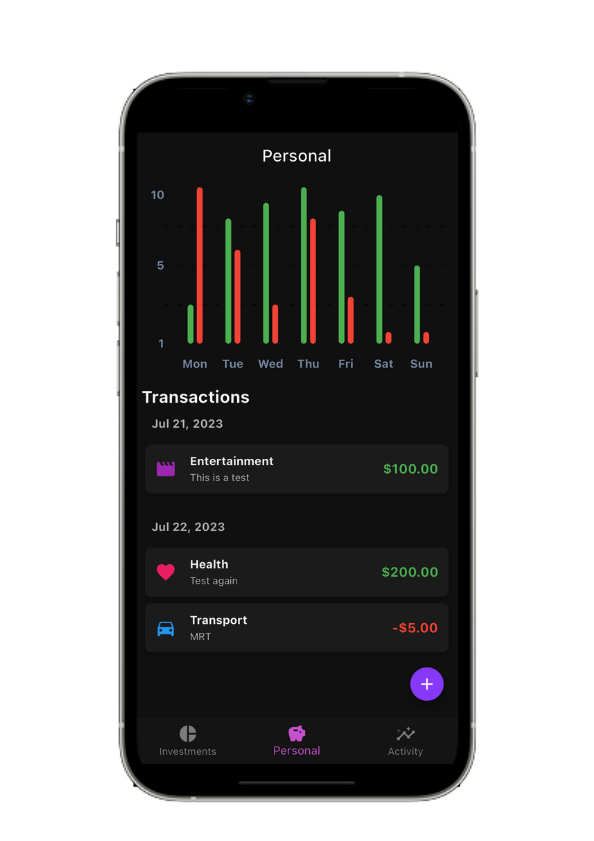 Personal
10
5
1
Mon Tue Wed Thu Fri Sat Sun
Transactions
Jul 21, 2023
Entertainment
This is a test
$100.00
Jul 22, 2023
Health
Test again
$200.00
Transport
MRT
-$5.00
+
Investments Personal Activity